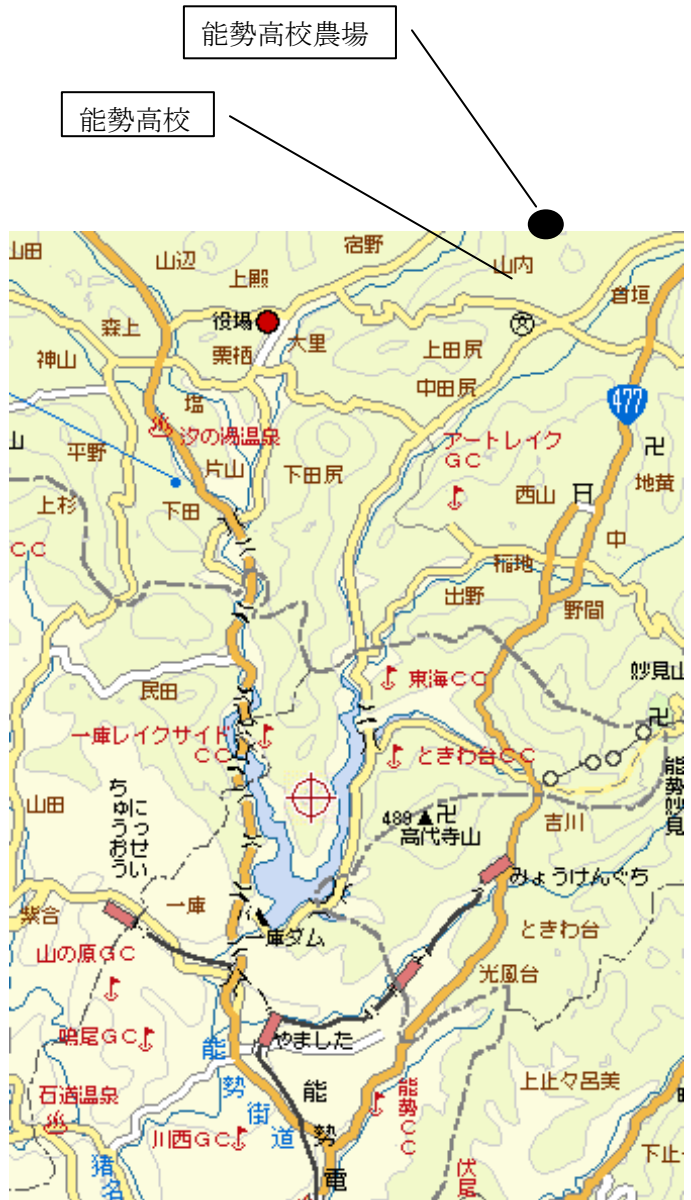 能勢高校農場
能勢高校
宿野
山田
山辺
山内
上殿
音垣
役場
森上
大里
栗栖
上田尻
神山
中田尻
477
塩
汐の湯温泉
アートレイク
GC
山
平野
片山
下田尻
地黄
西山
上杉
下田
中
CC
稲地
出野
野間
東海CC
妙見山
民田
一庫レイクサイド
CC
ときわ台CC
能勢妙見
山田
にっせい
ちゅうおう
489
高代寺山
吉川
みょうけんぐち
一庫
紫合
ときわ台
一庫ダム
山の原GC
光風台
鳴尾GC
やました
能勢街道
石道温泉
能勢電
能勢CC
上止々呂美
川西GC
猪名
伏尾
下止